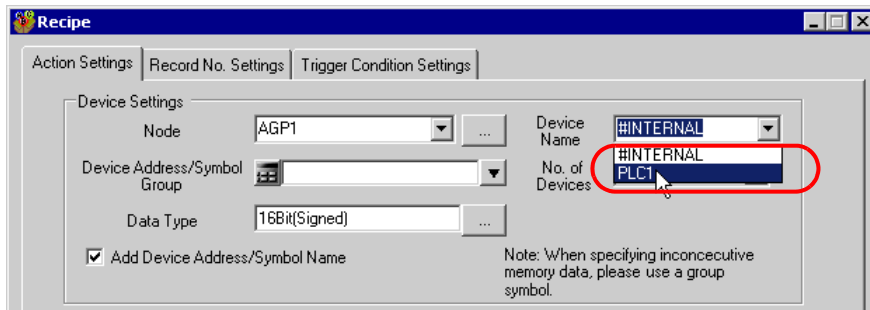 Recipe
Action Settings Record No. Settings Trigger Condition Settings
Device Settings
Node AGP1 ... Device Name #INTERNAL
#INTERNAL
PLC1
Device Address/Symbol Group No. of Devices
Data Type 16Bit(Signed) ...
Add Device Address/Symbol Name
Note: When specifying inconcecutive
memory data, please use a group
symbol.